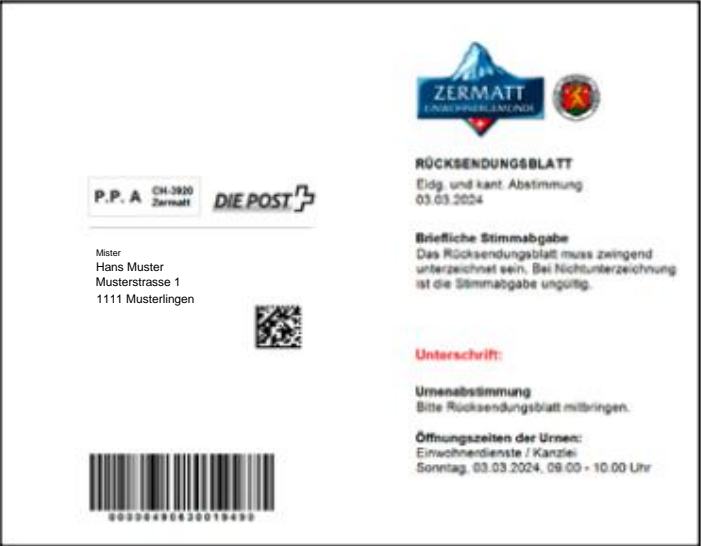 P.P. A
CH-3920
Zermatt
DIE POST
Mister
Hans Muster
Musterstrasse 1
1111 Musterlingen
ZERMATT
EINWOHNERGEMEINDE
RÜCKSENDUNGSBLATT
Eidg. und kant. Abstimmung
03.03.2024
Briefliche Stimmabgabe
Das Rücksendungsblatt muss zwingend
unterzeichnet sein. Bei Nichtunterzeichnung
ist die Stimmabgabe ungültig.
Unterschrift:
Urnenabstimmung
Bitte Rücksendungsblatt mitbringen.
Öffnungszeiten der Urnen:
Einwohnerdienste / Kanzlei
Sonntag, 03.03.2024, 09.00 - 10.00 Uhr